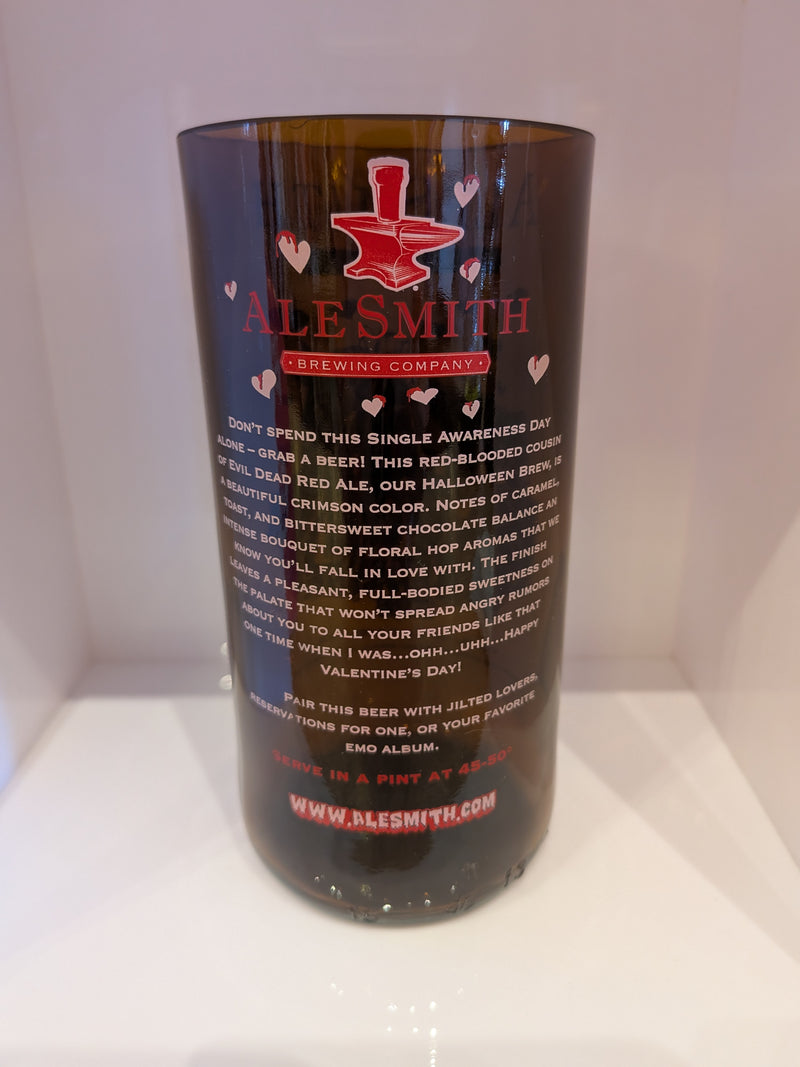 ALESMITH
· BREWING COMPANY ·
DON'T SPEND THIS SINGLE AWARENESS DAY
ALONE – GRAB A BEER! THIS RED-BLOODED COUSIN
OF EVIL DEAD RED ALE, OUR HALLOWEEN BREW, IS
A BEAUTIFUL CRIMSON COLOR. NOTES OF CARAMEL,
TOAST, AND BITTERSWEET CHOCOLATE BALANCE AN
INTENSE BOUQUET OF FLORAL HOP AROMAS THAT WE
KNOW YOU'LL FALL IN LOVE WITH. THE FINISH
LEAVES A PLEASANT, FULL-BODIED SWEETNESS ON
THE PALATE THAT WON'T SPREAD ANGRY RUMORS
ABOUT YOU TO ALL YOUR FRIENDS LIKE THAT
ONE TIME WHEN I WAS...OHH...UHH...HAPPY
VALENTINE'S DAY!
PAIR THIS BEER WITH JILTED LOVERS,
RESERVATIONS FOR ONE, OR YOUR FAVORITE
EMO ALBUM.
SERVE IN A PINT AT 45-50°
WWW.ALESMITH.COM